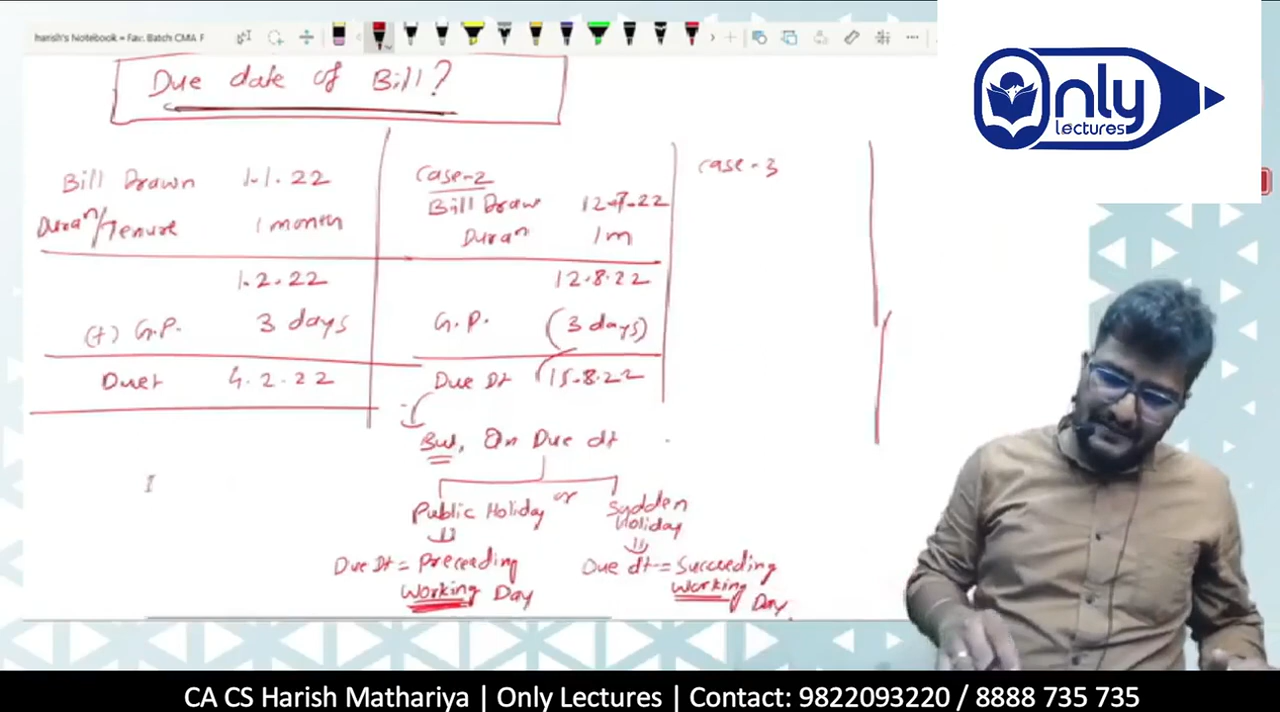 harish's Notebook » Fav. Batch CMA F
Only
lectures
Due date of Bill?
Bill Drawn 1.1.22
Duraⁿ/Tenure 1 month
1.2.22
(+) G.P. 3 days
Duet 4.2.22
Case-2
Bill Draw 12.7.22
Duraⁿ 1m
12.8.22
G.P. (3 days)
Due Dt 15.8.22
But, On Due dt
Public Holiday or Sudden Holiday
Due Dt = Preceeding
Working Day
Due dt = Succeeding
Working Day.
case-3
CA CS Harish Mathariya | Only Lectures | Contact: 9822093220 / 8888 735 735